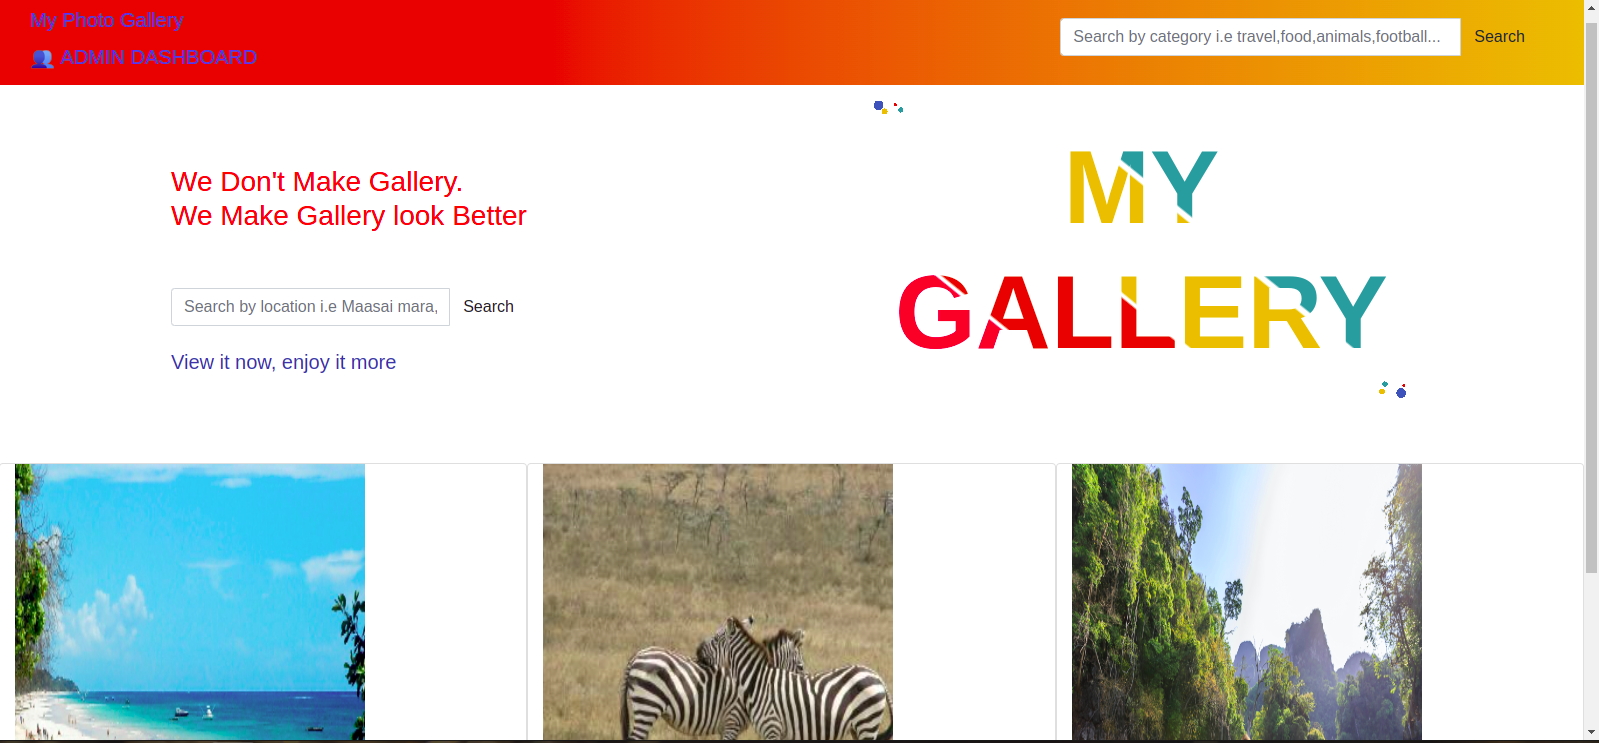 My Photo Gallery
👥 ADMIN DASHBOARD
Search by category i.e travel,food,animals,football...
Search
We Don't Make Gallery.
We Make Gallery look Better
Search by location i.e Maasai mara,
Search
View it now, enjoy it more
MY
GALLERY